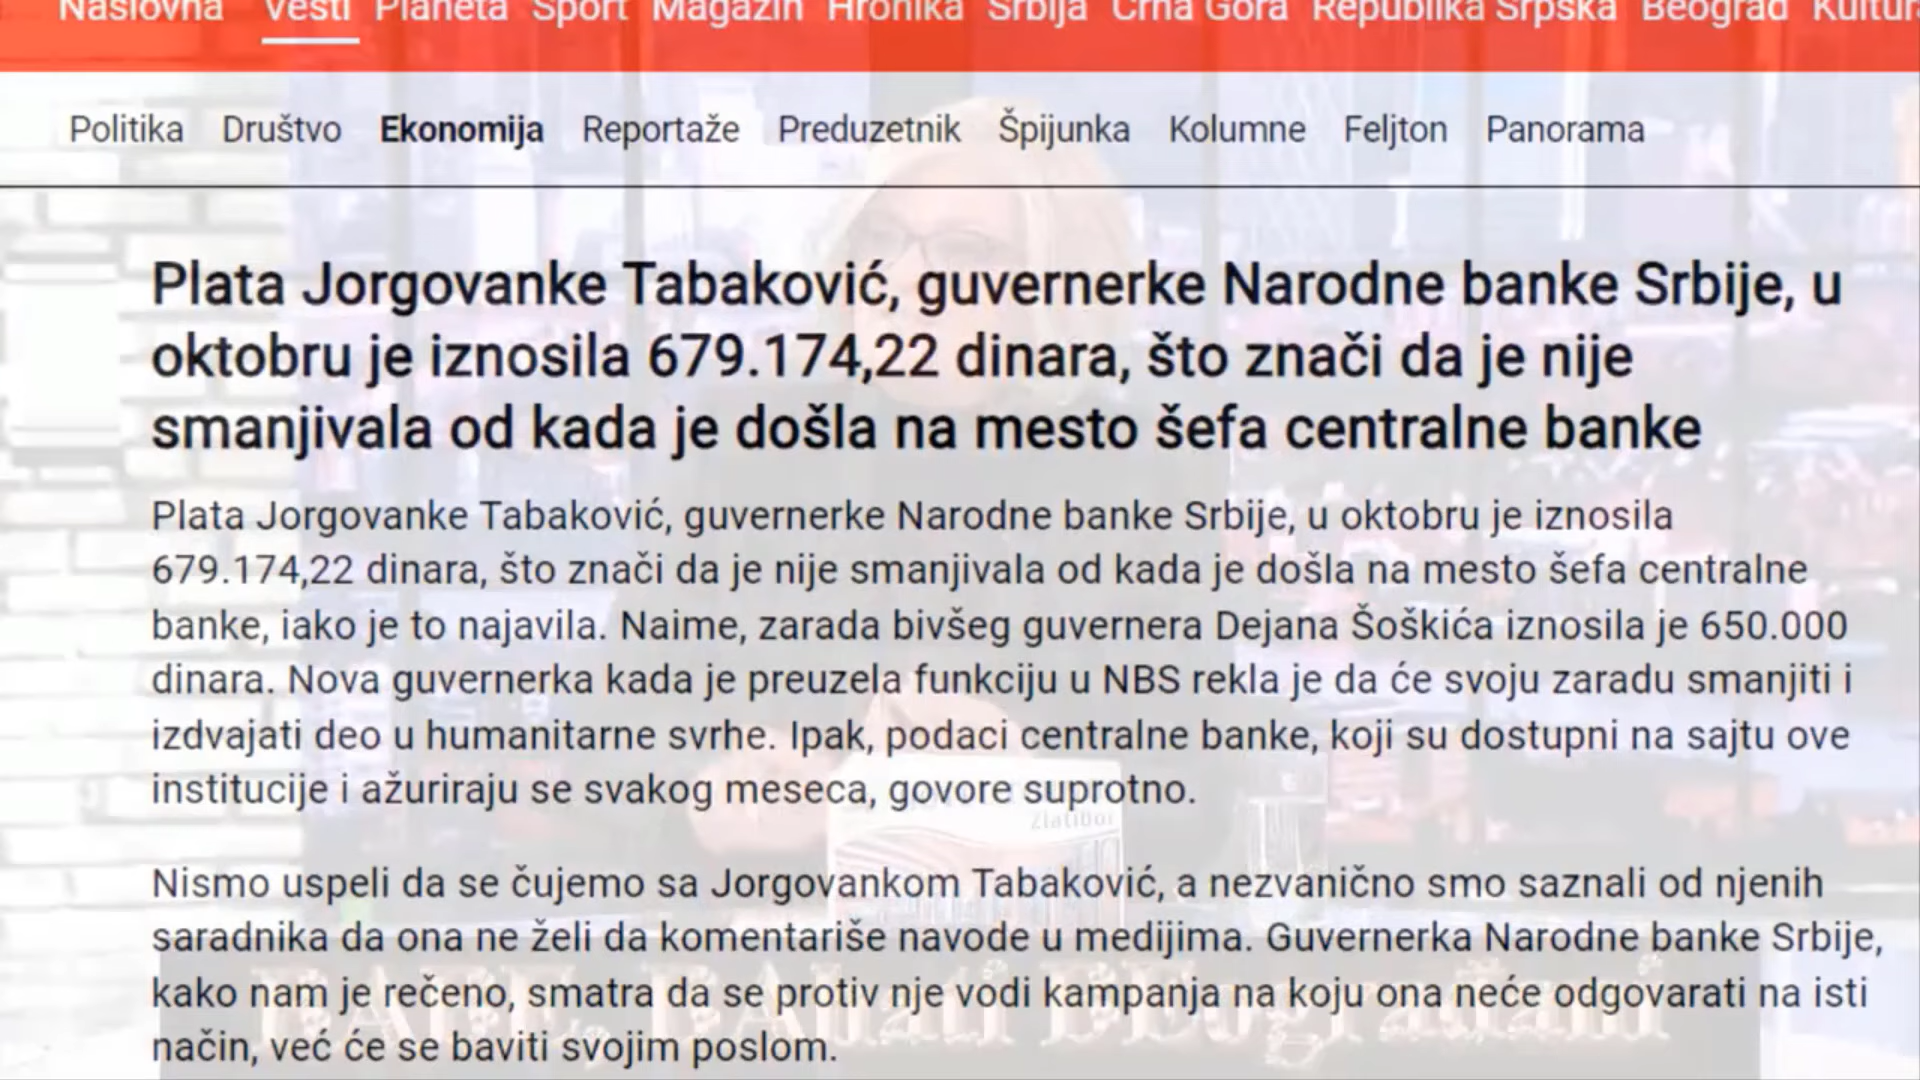 Naslovna Vesti Planeta Sport Magazin Hronika Srbija Crna Gora Republika Srpska Beograd Kultura
Politika Društvo Ekonomija Reportaže Preduzetnik Špijunka Kolumne Feljton Panorama
Plata Jorgovanke Tabaković, guvernerke Narodne banke Srbije, u
oktobru je iznosila 679.174,22 dinara, što znači da je nije
smanjivala od kada je došla na mesto šefa centralne banke
Plata Jorgovanke Tabaković, guvernerke Narodne banke Srbije, u oktobru je iznosila
679.174,22 dinara, što znači da je nije smanjivala od kada je došla na mesto šefa centralne
banke, iako je to najavila. Naime, zarada bivšeg guvernera Dejana Šoškića iznosila je 650.000
dinara. Nova guvernerka kada je preuzela funkciju u NBS rekla je da će svoju zaradu smanjiti i
izdvajati deo u humanitarne svrhe. Ipak, podaci centralne banke, koji su dostupni na sajtu ove
institucije i ažuriraju se svakog meseca, govore suprotno.
Zlatibor
Nismo uspeli da se čujemo sa Jorgovankom Tabaković, a nezvanično smo saznali od njenih
saradnika da ona ne želi da komentariše navode u medijima. Guvernerka Narodne banke Srbije,
kako nam je rečeno, smatra da se protiv nje vodi kampanja na koju ona neće odgovarati na isti
način, već će se baviti svojim poslom.